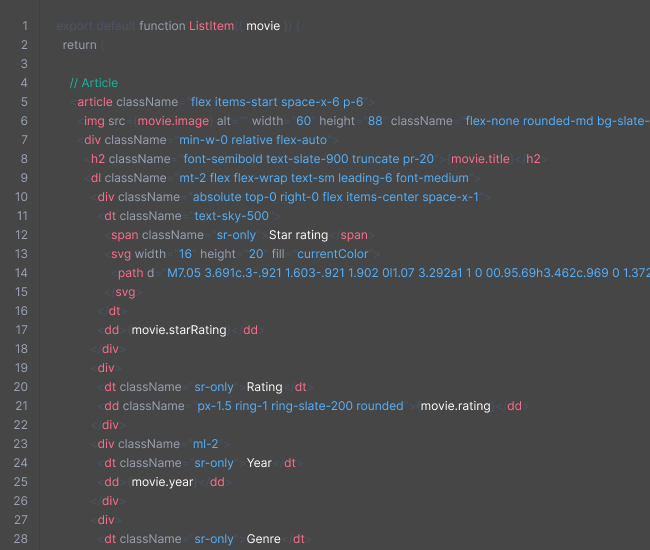 1 export default function ListItem({ movie }) {
2 return (
3
4 // Article
5 <article className="flex items-start space-x-6 p-6">
6 <img src={movie.image} alt="" width="60" height="88" className="flex-none rounded-md bg-slate-
7 <div className="min-w-0 relative flex-auto">
8 <h2 className="font-semibold text-slate-900 truncate pr-20">{movie.title}</h2>
9 <dl className="mt-2 flex flex-wrap text-sm leading-6 font-medium">
10 <div className="absolute top-0 right-0 flex items-center space-x-1">
11 <dt className="text-sky-500">
12 <span className="sr-only">Star rating</span>
13 <svg width="16" height="20" fill="currentColor">
14 <path d="M7.05 3.691c.3-.921 1.603-.921 1.902 0l1.07 3.292a1 1 0 00.95.69h3.462c.969 0 1.372
15 </svg>
16 </dt>
17 <dd>{movie.starRating}</dd>
18 </div>
19 <div>
20 <dt className="sr-only">Rating</dt>
21 <dd className="px-1.5 ring-1 ring-slate-200 rounded">{movie.rating}</dd>
22 </div>
23 <div className="ml-2">
24 <dt className="sr-only">Year</dt>
25 <dd>{movie.year}</dd>
26 </div>
27 <div>
28 <dt className="sr-only">Genre</dt>